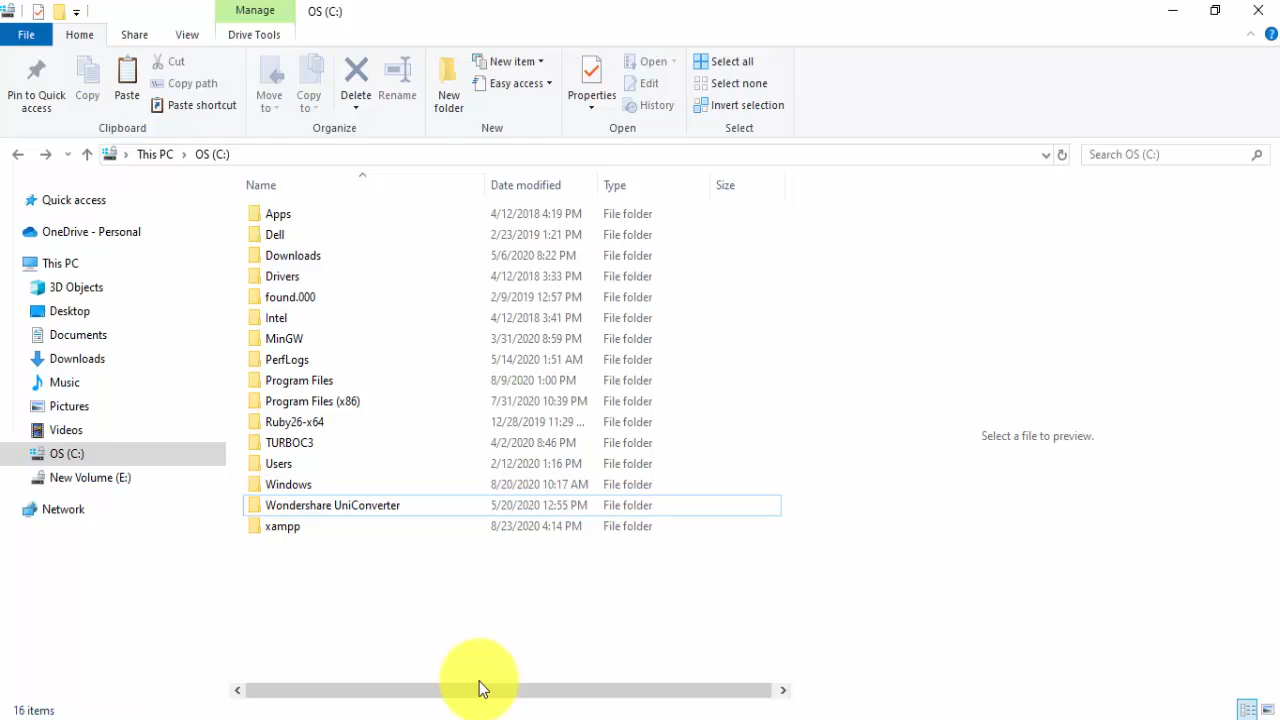 Manage OS (C:)
File Home Share View Drive Tools
Pin to Quick access
Copy
Paste
Cut
Copy path
Paste shortcut
Clipboard
Move to
Copy to
Delete
Rename
Organize
New folder
New item
Easy access
New
Properties
Open
Edit
History
Open
Select all
Select none
Invert selection
Select
This PC > OS (C:)
Search OS (C:)
Quick access
OneDrive - Personal
This PC
3D Objects
Desktop
Documents
Downloads
Music
Pictures
Videos
OS (C:)
New Volume (E:)
Network
Name Date modified Type Size
Apps 4/12/2018 4:19 PM File folder
Dell 2/23/2019 1:21 PM File folder
Downloads 5/6/2020 8:22 PM File folder
Drivers 4/12/2018 3:33 PM File folder
found.000 2/9/2019 12:57 PM File folder
Intel 4/12/2018 3:41 PM File folder
MinGW 3/31/2020 8:59 PM File folder
PerfLogs 5/14/2020 1:51 AM File folder
Program Files 8/9/2020 1:00 PM File folder
Program Files (x86) 7/31/2020 10:39 PM File folder
Ruby26-x64 12/28/2019 11:29 ... File folder
TURBOC3 4/2/2020 8:46 PM File folder
Users 2/12/2020 1:16 PM File folder
Windows 8/20/2020 10:17 AM File folder
Wondershare UniConverter 5/20/2020 12:55 PM File folder
xampp 8/23/2020 4:14 PM File folder
Select a file to preview.
16 items